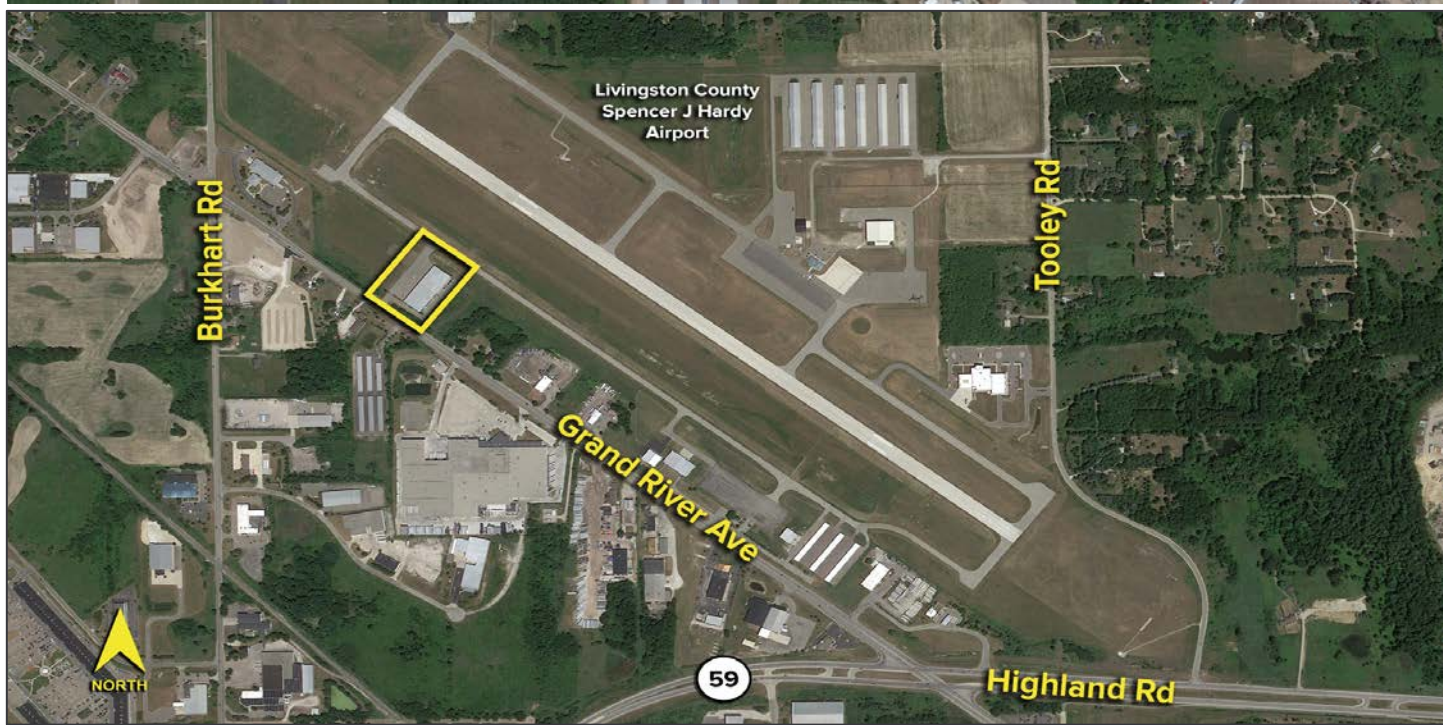 Livingston County
Spencer J Hardy
Airport
Burkhart Rd
Tooley Rd
Grand River Ave
59
Highland Rd
NORTH